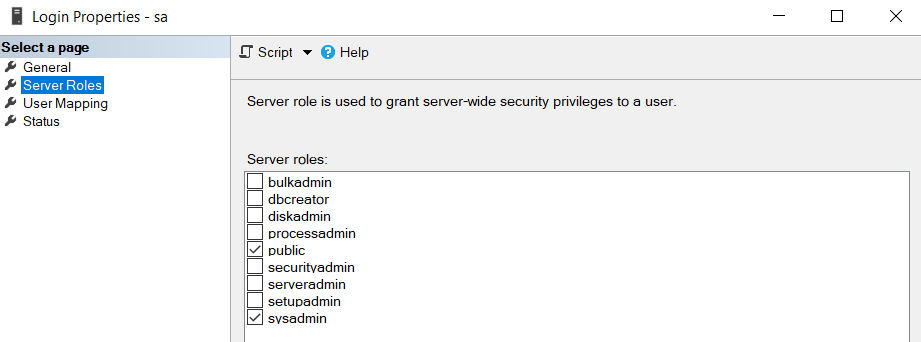 Login Properties - sa
Select a page
General
Server Roles
User Mapping
Status
Script
Help
Server role is used to grant server-wide security privileges to a user.
Server roles:
bulkadmin
dbcreator
diskadmin
processadmin
public
securityadmin
serveradmin
setupadmin
sysadmin